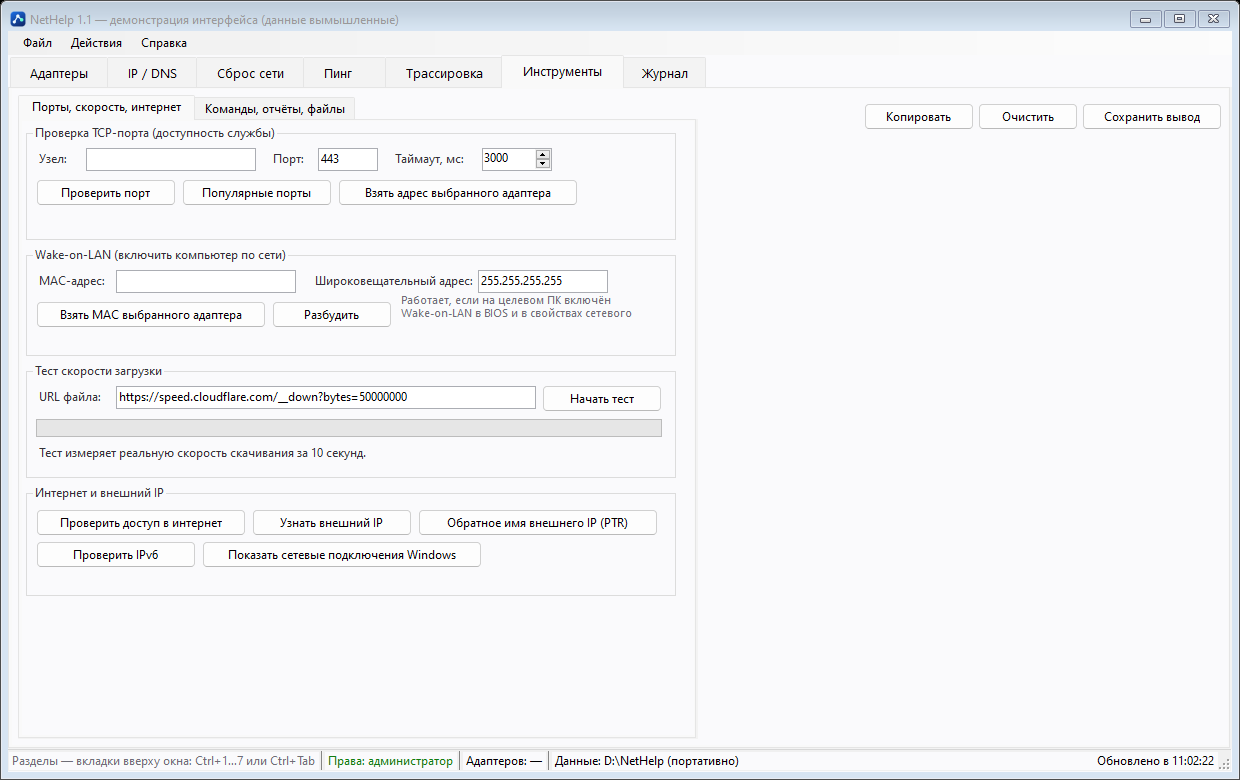 NetHelp 1.1 — демонстрация интерфейса (данные вымышленные)
Файл Действия Справка
Адаптеры IP / DNS Сброс сети Пинг Трассировка Инструменты Журнал
Порты, скорость, интернет Команды, отчёты, файлы
Копировать Очистить Сохранить вывод
Проверка TCP-порта (доступность службы)
Узел: Порт: 443 Таймаут, мс: 3000
Проверить порт Популярные порты Взять адрес выбранного адаптера
Wake-on-LAN (включить компьютер по сети)
MAC-адрес: Широковещательный адрес: 255.255.255.255
Взять MAC выбранного адаптера Разбудить
Работает, если на целевом ПК включён
Wake-on-LAN в BIOS и в свойствах сетевого
Тест скорости загрузки
URL файла: https://speed.cloudflare.com/__down?bytes=50000000 Начать тест
Тест измеряет реальную скорость скачивания за 10 секунд.
Интернет и внешний IP
Проверить доступ в интернет Узнать внешний IP Обратное имя внешнего IP (PTR)
Проверить IPv6 Показать сетевые подключения Windows
Разделы — вкладки вверху окна: Ctrl+1…7 или Ctrl+Tab Права: администратор Адаптеров: — Данные: D:\NetHelp (портативно) Обновлено в 11:02:22